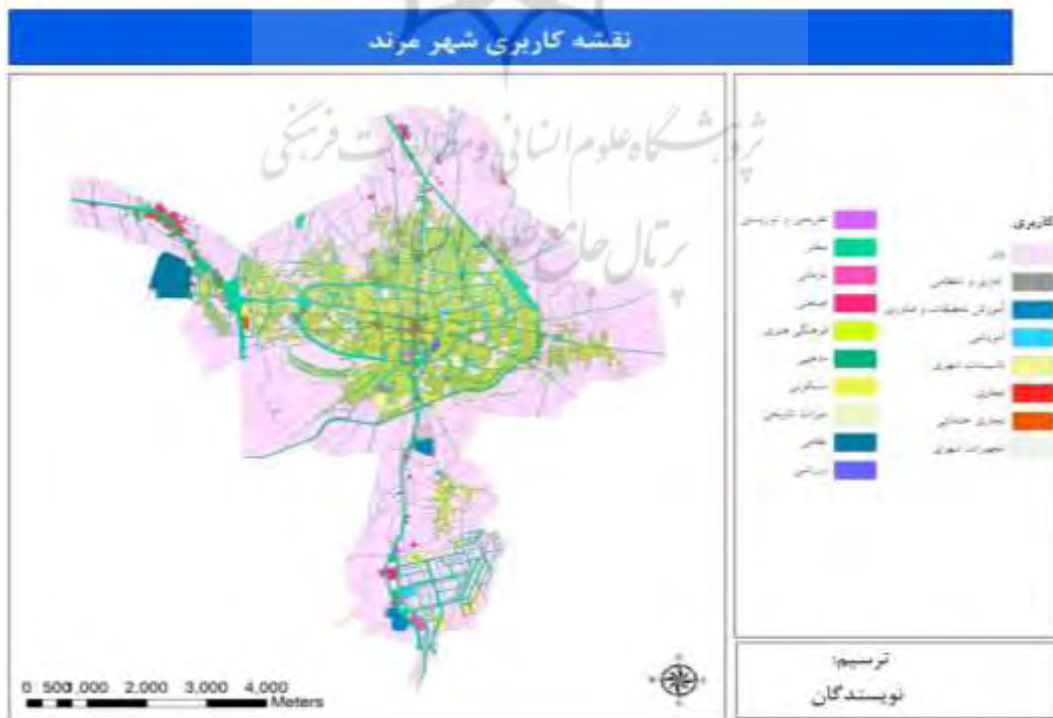 نقشه کاربری شهر مرند
پژوهشگاه علوم انسانی و مطالعات فرهنگی
پرتال جامع علوم انسانی
کاربری
بایر
اداری و انتظامی
آموزش تحقیقات و فناوری
آموزشی
تاسیسات شهری
تجاری
تجاری خدماتی
تجهیزات شهری
تفریحی و توریستی
معابر
درمانی
صنعتی
فرهنگی هنری
مذهبی
مسکونی
میراث تاریخی
نظامی
ورزشی
0 500 1,000 2,000 3,000 4,000
Meters
ترسیم:
نویسندگان